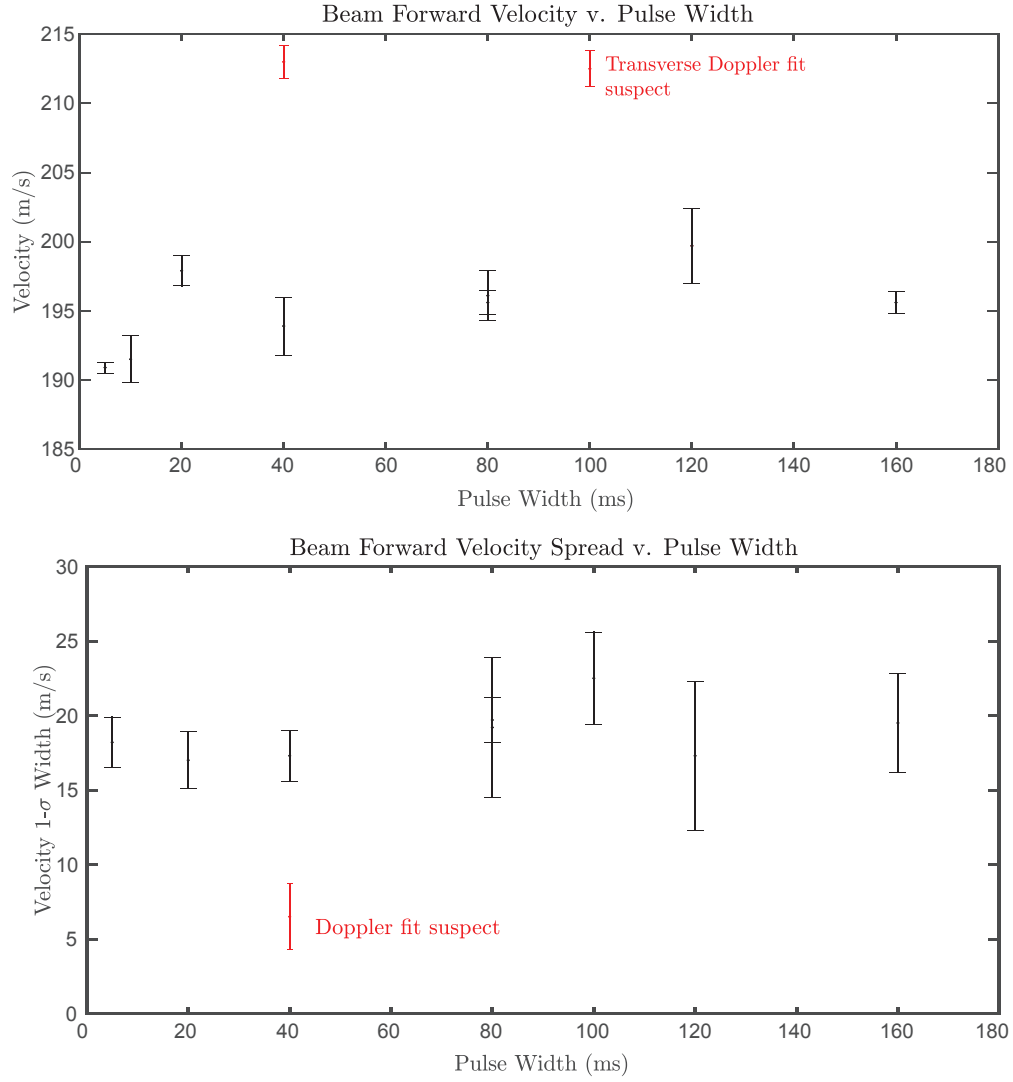 Beam Forward Velocity v. Pulse Width
215
210
205
200
195
190
185
Velocity (m/s)
Transverse Doppler fit
suspect
0 20 40 60 80 100 120 140 160 180
Pulse Width (ms)
Beam Forward Velocity Spread v. Pulse Width
30
25
20
15
10
5
0
Velocity 1-σ Width (m/s)
Doppler fit suspect
0 20 40 60 80 100 120 140 160 180
Pulse Width (ms)